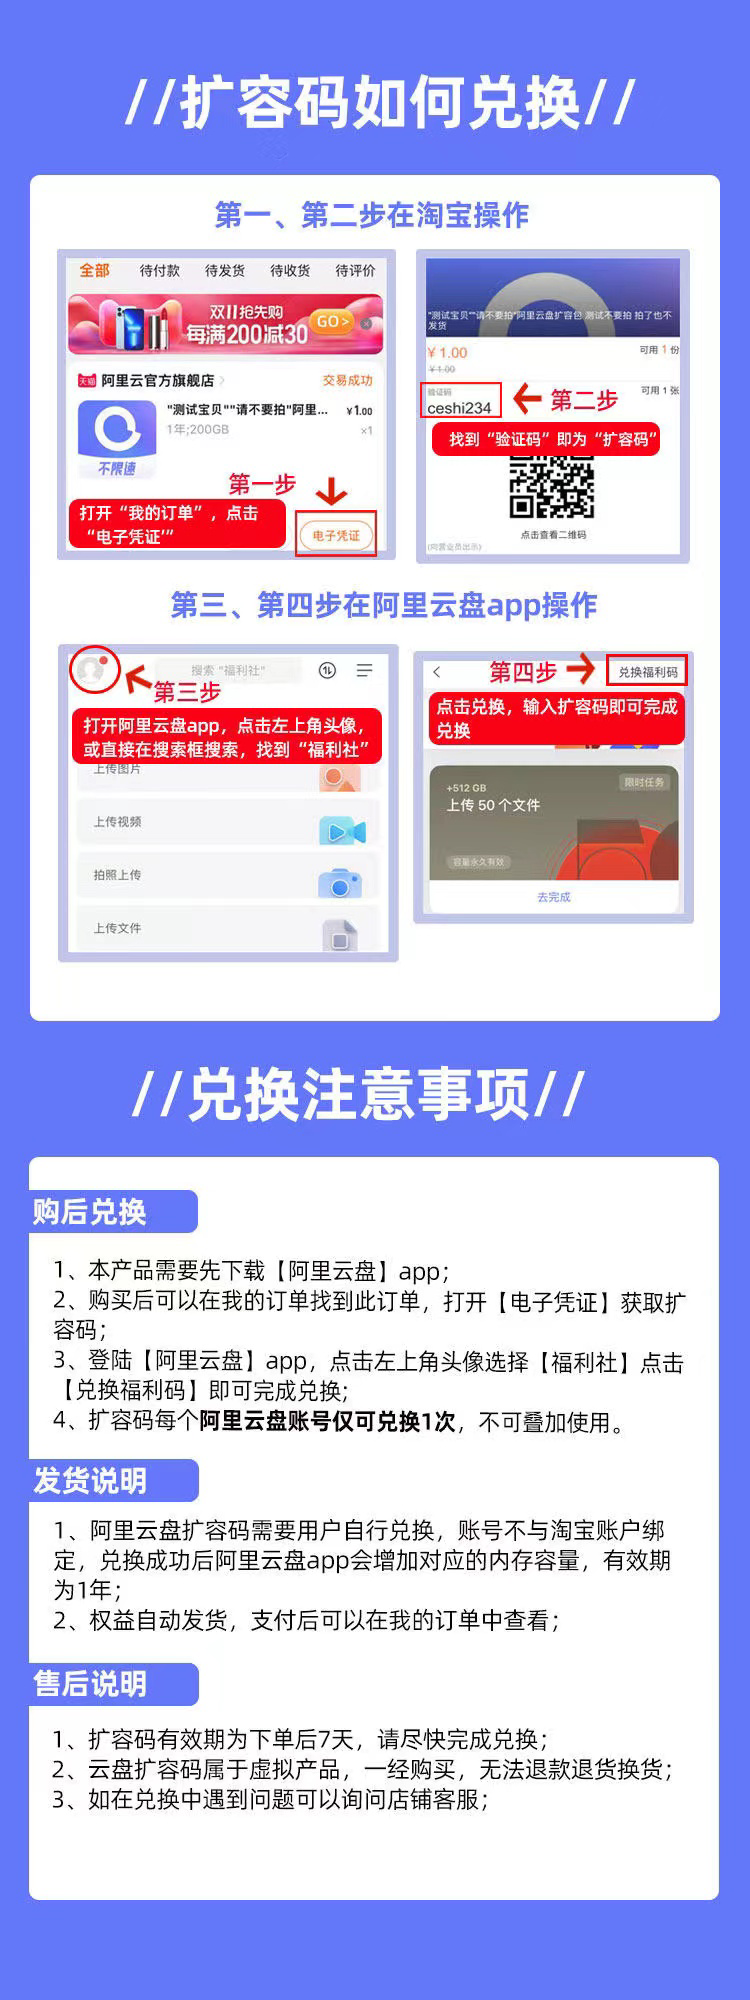 //扩容码如何兑换//
第一、第二步在淘宝操作
全部 待付款 待发货 待收货 待评价
双11抢先购
每满200减30
GO >
天猫 阿里云官方旗舰店 >
交易成功
"测试宝贝""请不要拍"阿里...
¥1.00
1年;200GB
×1
不限速
第一步
打开“我的订单”，点击
“电子凭证”
电子凭证
"测试宝贝""请不要拍"阿里云盘扩容包 测试不要拍 拍了也不
发货
¥ 1.00
可用 1 份
¥1.00
验证码
可用 1 张
ceshi234
第二步
找到“验证码”即为“扩容码”
点击查看二维码
(向营业员出示)
第三、第四步在阿里云盘app操作
搜索 "福利社"
第三步
打开阿里云盘app，点击左上角头像，
或直接在搜索框搜索，找到“福利社”
上传图片
上传视频
拍照上传
上传文件
第四步
兑换福利码
点击兑换，输入扩容码即可完成
兑换
+512 GB
限时任务
上传 50 个文件
容量永久有效
去完成
//兑换注意事项//
购后兑换
1、本产品需要先下载【阿里云盘】app；
2、购买后可以在我的订单找到此订单，打开【电子凭证】获取扩
容码；
3、登陆【阿里云盘】app，点击左上角头像选择【福利社】点击
【兑换福利码】即可完成兑换;
4、扩容码每个阿里云盘账号仅可兑换1次，不可叠加使用。
发货说明
1、阿里云盘扩容码需要用户自行兑换，账号不与淘宝账户绑
定，兑换成功后阿里云盘app会增加对应的内存容量，有效期
为1年；
2、权益自动发货，支付后可以在我的订单中查看；
售后说明
1、扩容码有效期为下单后7天，请尽快完成兑换；
2、云盘扩容码属于虚拟产品，一经购买，无法退款退货换货；
3、如在兑换中遇到问题可以询问店铺客服；